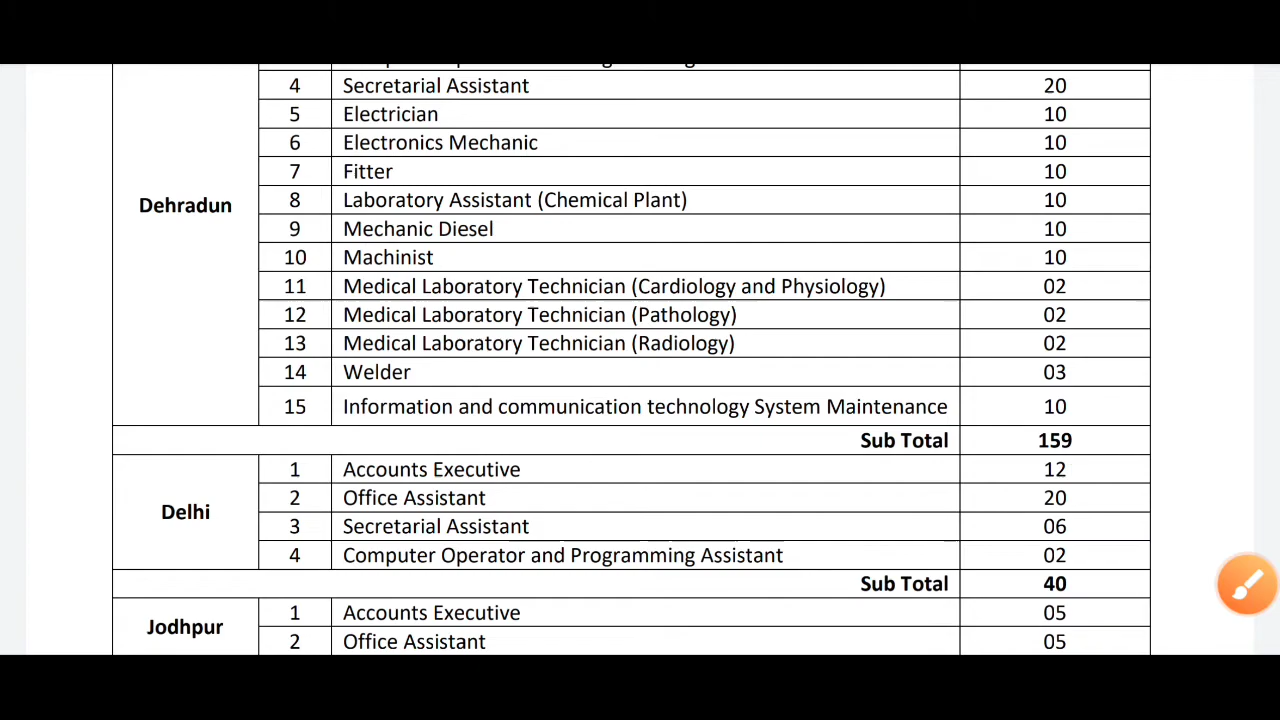 4 Secretarial Assistant 20
5 Electrician 10
6 Electronics Mechanic 10
7 Fitter 10
Dehradun 8 Laboratory Assistant (Chemical Plant) 10
9 Mechanic Diesel 10
10 Machinist 10
11 Medical Laboratory Technician (Cardiology and Physiology) 02
12 Medical Laboratory Technician (Pathology) 02
13 Medical Laboratory Technician (Radiology) 02
14 Welder 03
15 Information and communication technology System Maintenance 10
Sub Total 159
1 Accounts Executive 12
Delhi 2 Office Assistant 20
3 Secretarial Assistant 06
4 Computer Operator and Programming Assistant 02
Sub Total 40
Jodhpur 1 Accounts Executive 05
2 Office Assistant 05